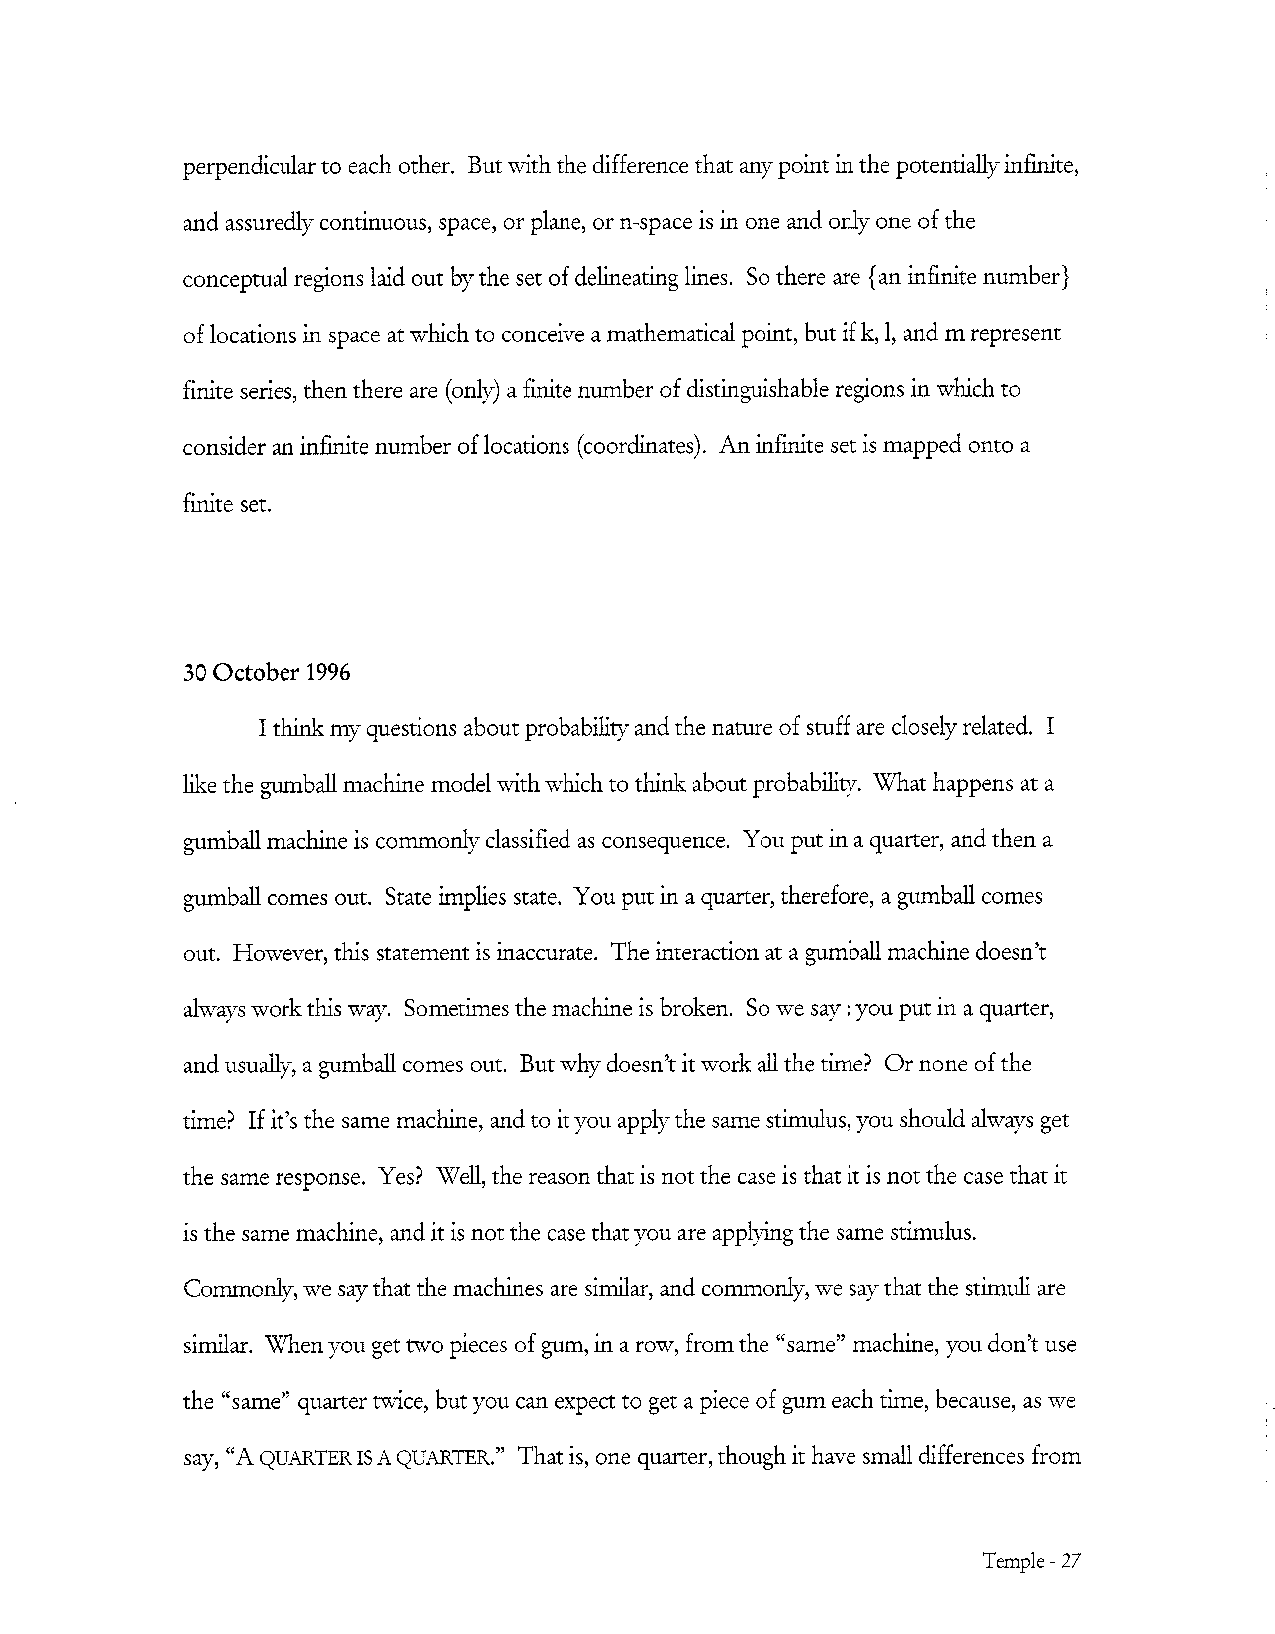 perpendicular to each other.  But with the difference that any point in the potentially infinite,
and assuredly continuous, space, or plane, or n-space is in one and only one of the
conceptual regions laid out by the set of delineating lines.  So there are {an infinite number}
of locations in space at which to conceive a mathematical point, but if k, l, and m represent
finite series, then there are (only) a finite number of distinguishable regions in which to
consider an infinite number of locations (coordinates).  An infinite set is mapped onto a
finite set.
30 October 1996
I think my questions about probability and the nature of stuff are closely related.  I
like the gumball machine model with which to think about probability.  What happens at a
gumball machine is commonly classified as consequence.  You put in a quarter, and then a
gumball comes out.  State implies state.  You put in a quarter, therefore, a gumball comes
out.  However, this statement is inaccurate.  The interaction at a gumball machine doesn't
always work this way.  Sometimes the machine is broken.  So we say : you put in a quarter,
and usually, a gumball comes out.  But why doesn't it work all the time?  Or none of the
time?  If it's the same machine, and to it you apply the same stimulus, you should always get
the same response.  Yes?  Well, the reason that is not the case is that it is not the case that it
is the same machine, and it is not the case that you are applying the same stimulus.
Commonly, we say that the machines are similar, and commonly, we say that the stimuli are
similar.  When you get two pieces of gum, in a row, from the “same” machine, you don't use
the “same” quarter twice, but you can expect to get a piece of gum each time, because, as we
say, “A QUARTER IS A QUARTER.”  That is, one quarter, though it have small differences from
Temple - 27